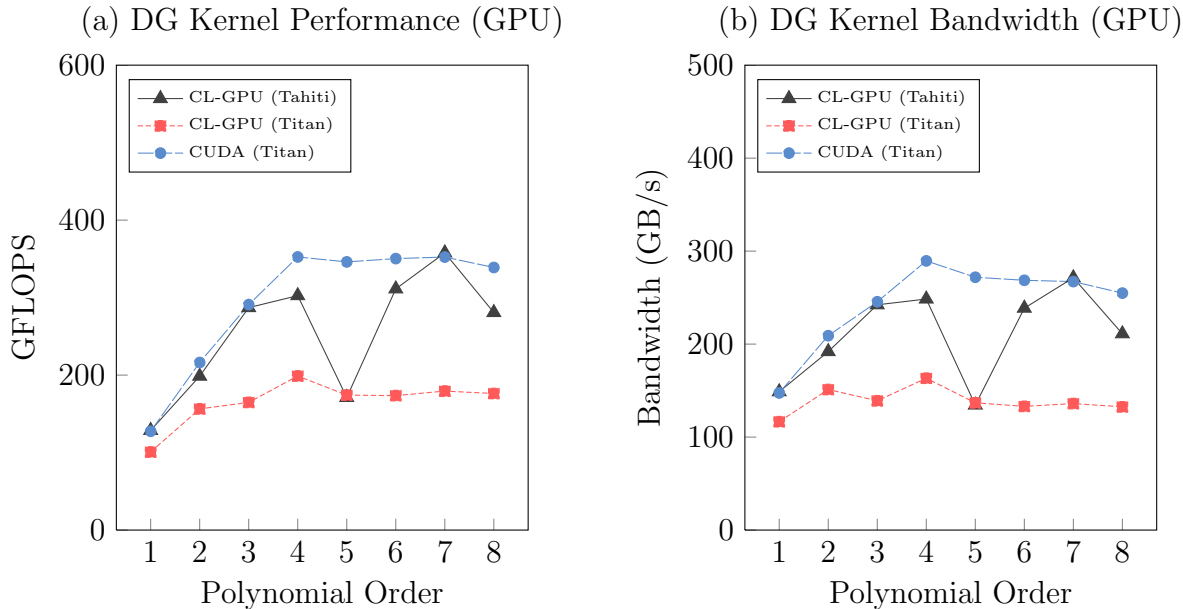 (a) DG Kernel Performance (GPU)
600
400
200
0
GFLOPS
CL-GPU (Tahiti)
CL-GPU (Titan)
CUDA (Titan)
1 2 3 4 5 6 7 8
Polynomial Order
(b) DG Kernel Bandwidth (GPU)
500
400
300
200
100
0
Bandwidth (GB/s)
CL-GPU (Tahiti)
CL-GPU (Titan)
CUDA (Titan)
1 2 3 4 5 6 7 8
Polynomial Order